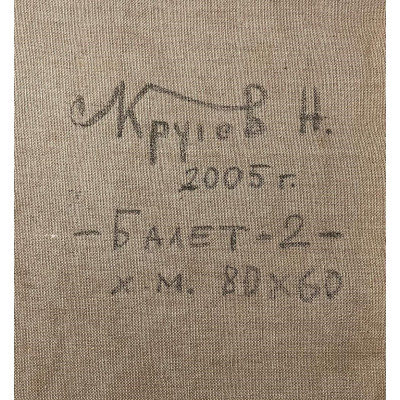 Кругов Н.
2005 г.
- БАЛЕТ - 2 -
х. м. 80х60